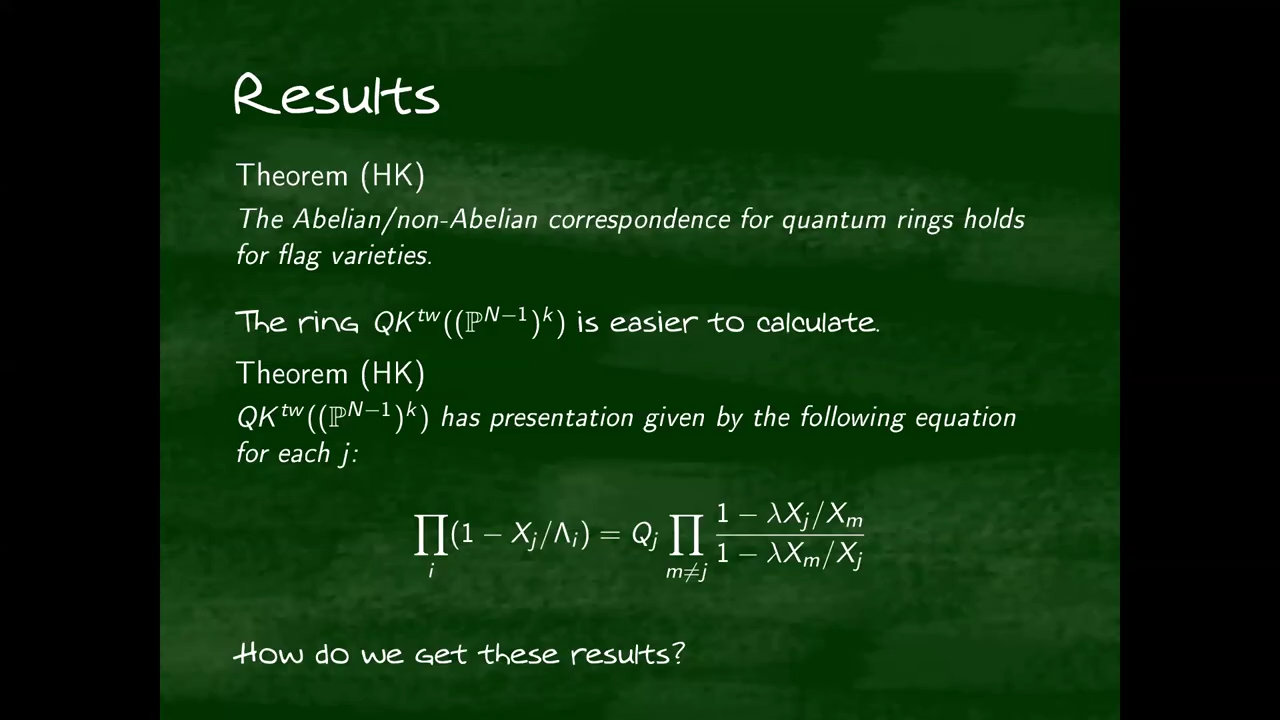 Results
Theorem (HK)
The Abelian/non-Abelian correspondence for quantum rings holds
for flag varieties.
The ring QK^{tw}((ℙ^{N−1})^k) is easier to calculate.
Theorem (HK)
QK^{tw}((ℙ^{N−1})^k) has presentation given by the following equation
for each j:
∏_i (1 − X_j/Λ_i) = Q_j ∏_{m≠j} \frac{1 − λX_j/X_m}{1 − λX_m/X_j}
How do we get these results?